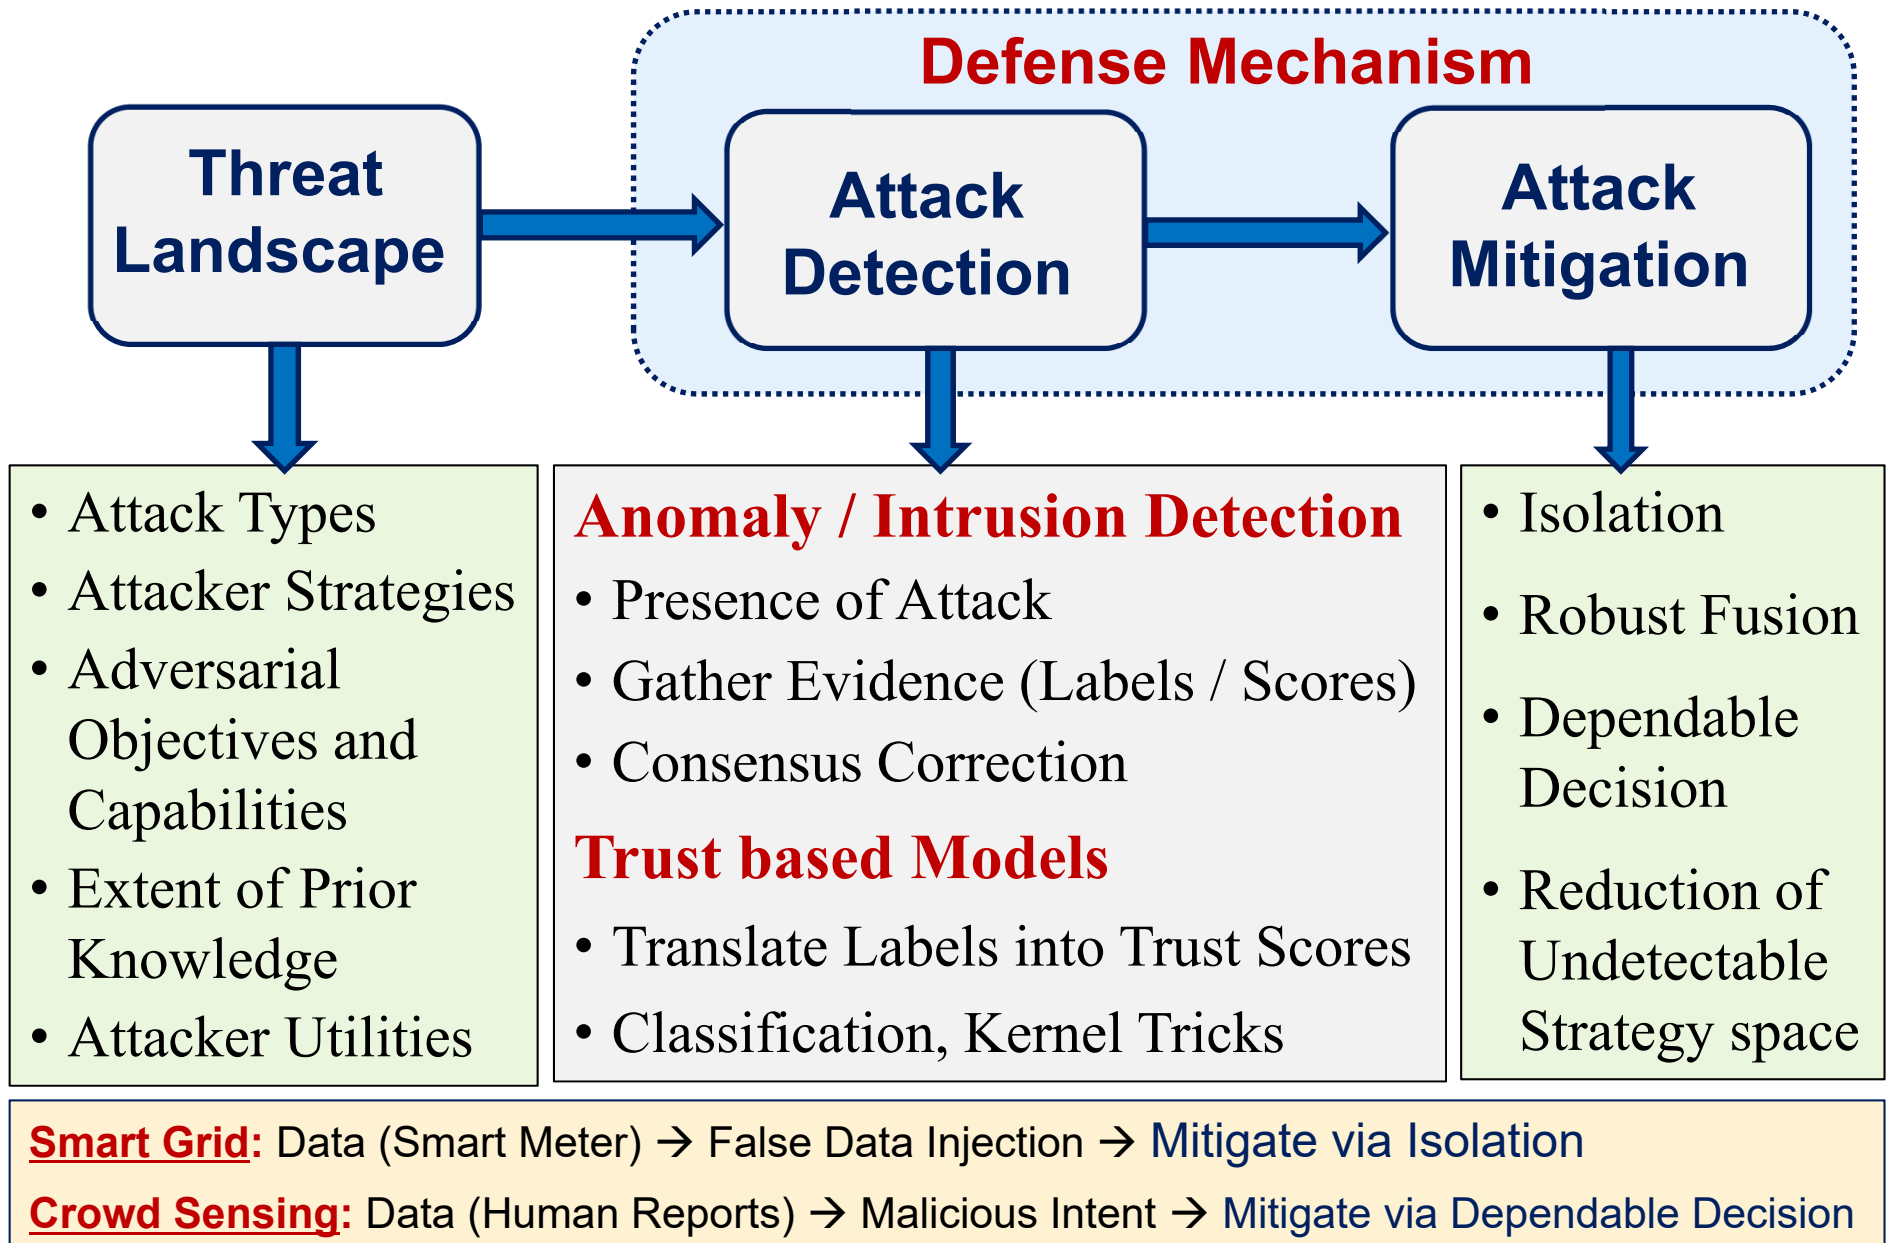 Defense Mechanism
Threat
Landscape
Attack
Detection
Attack
Mitigation
• Attack Types
• Attacker Strategies
• Adversarial
Objectives and
Capabilities
• Extent of Prior
Knowledge
• Attacker Utilities
Anomaly / Intrusion Detection
• Presence of Attack
• Gather Evidence (Labels / Scores)
• Consensus Correction
Trust based Models
• Translate Labels into Trust Scores
• Classification, Kernel Tricks
• Isolation
• Robust Fusion
• Dependable
Decision
• Reduction of
Undetectable
Strategy space
Smart Grid: Data (Smart Meter) → False Data Injection → Mitigate via Isolation
Crowd Sensing: Data (Human Reports) → Malicious Intent → Mitigate via Dependable Decision